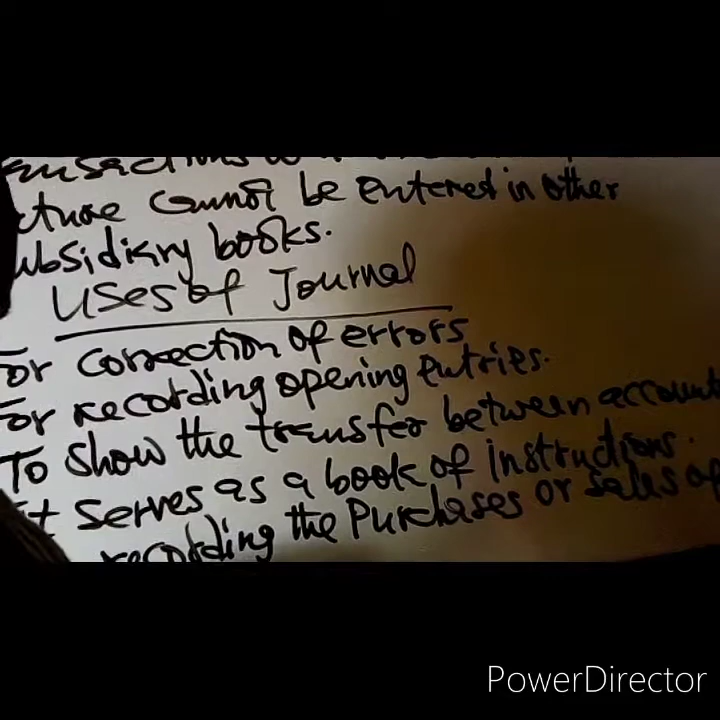 cannot be entered in other
subsidiary books.
Uses of Journal
For correction of errors
For recording opening entries.
To show the transfer between account
It serves as a book of instructions.
recording the Purchases or sales of
PowerDirector